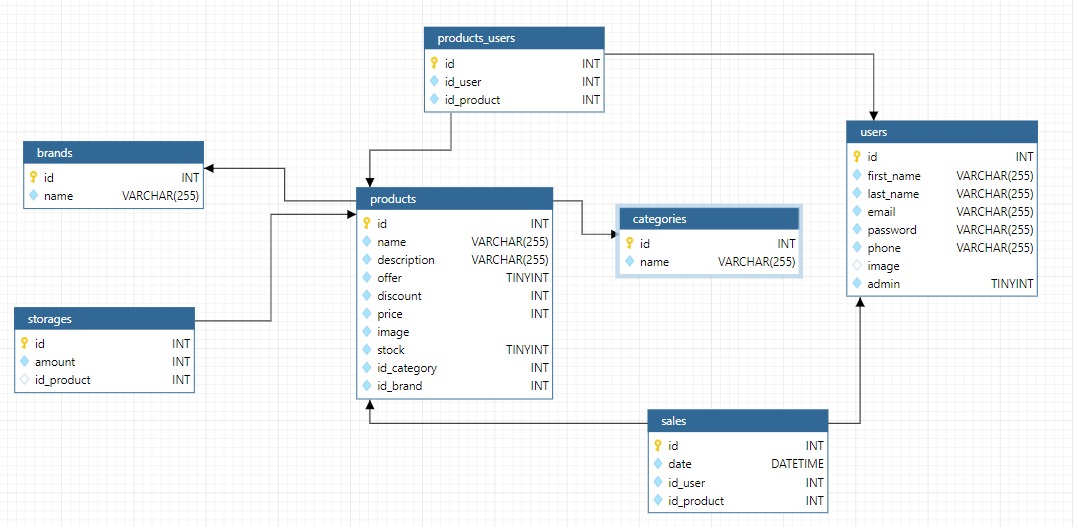 products_users
id INT
id_user INT
id_product INT
users
id INT
first_name VARCHAR(255)
last_name VARCHAR(255)
email VARCHAR(255)
password VARCHAR(255)
phone VARCHAR(255)
image
admin TINYINT
brands
id INT
name VARCHAR(255)
products
id INT
name VARCHAR(255)
description VARCHAR(255)
offer TINYINT
discount INT
price INT
image
stock TINYINT
id_category INT
id_brand INT
categories
id INT
name VARCHAR(255)
storages
id INT
amount INT
id_product INT
sales
id INT
date DATETIME
id_user INT
id_product INT